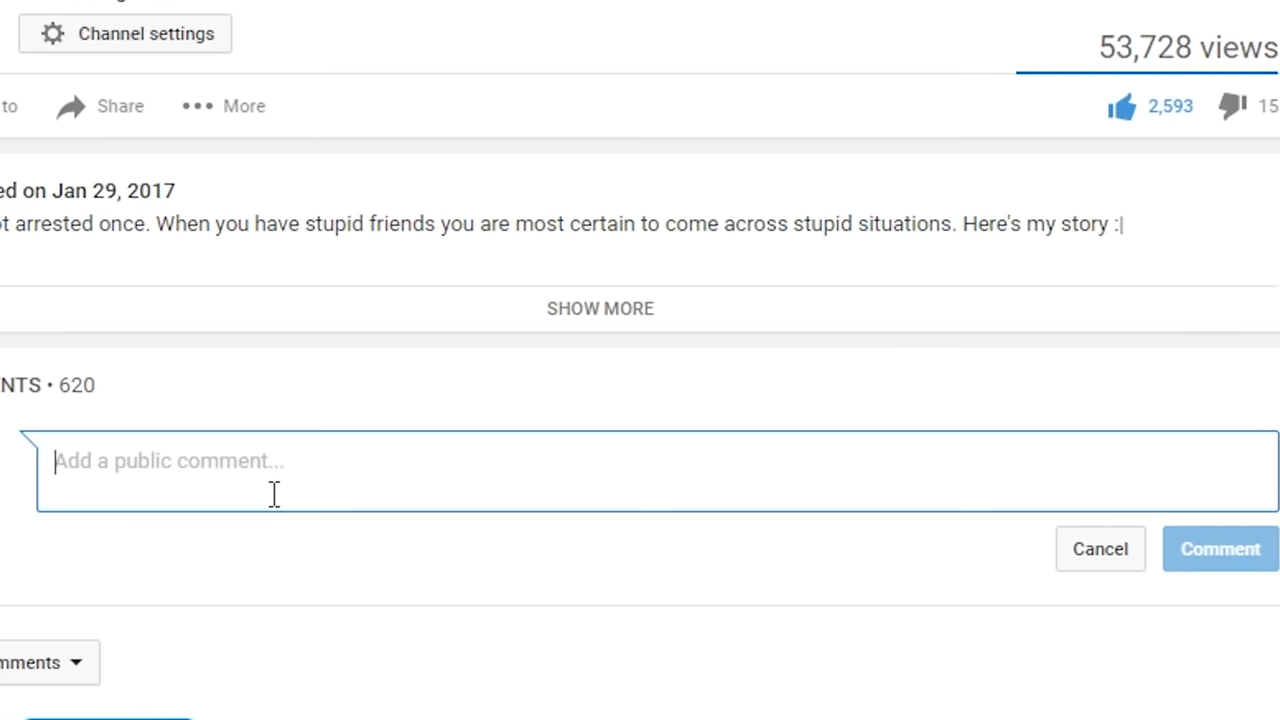 Channel settings
53,728 views
to Share ••• More 2,593 15
ed on Jan 29, 2017
ot arrested once. When you have stupid friends you are most certain to come across stupid situations. Here's my story :|
SHOW MORE
ENTS • 620
Add a public comment...
Cancel Comment
mments